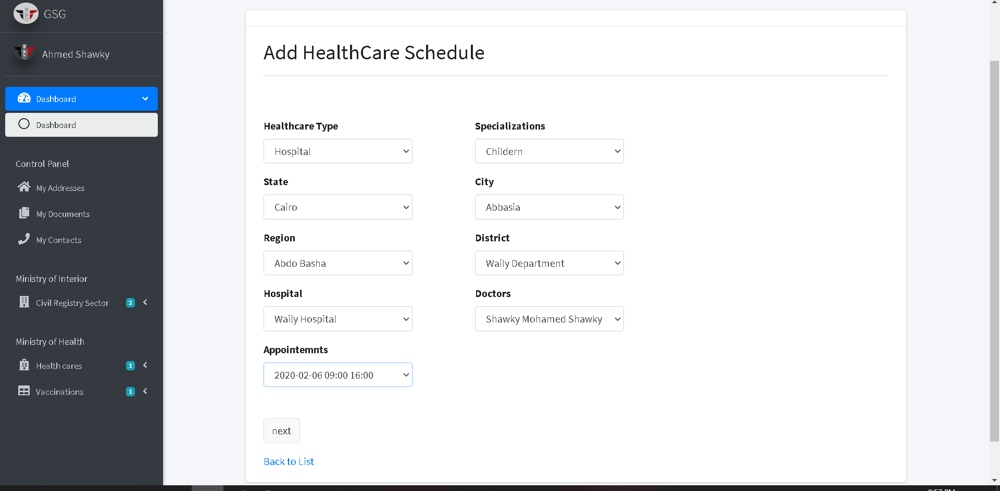 GSG
Ahmed Shawky
Dashboard
Dashboard
Control Panel
My Addresses
My Documents
My Contacts
Ministry of Interior
Civil Registry Sector 2
Ministry of Health
Health cares 1
Vaccinations 1
Add HealthCare Schedule
Healthcare Type Specializations
Hospital Childern
State City
Cairo Abbasia
Region District
Abdo Basha Waily Department
Hospital Doctors
Waily Hospital Shawky Mohamed Shawky
Appointemnts
2020-02-06 09:00 16:00
next
Back to List